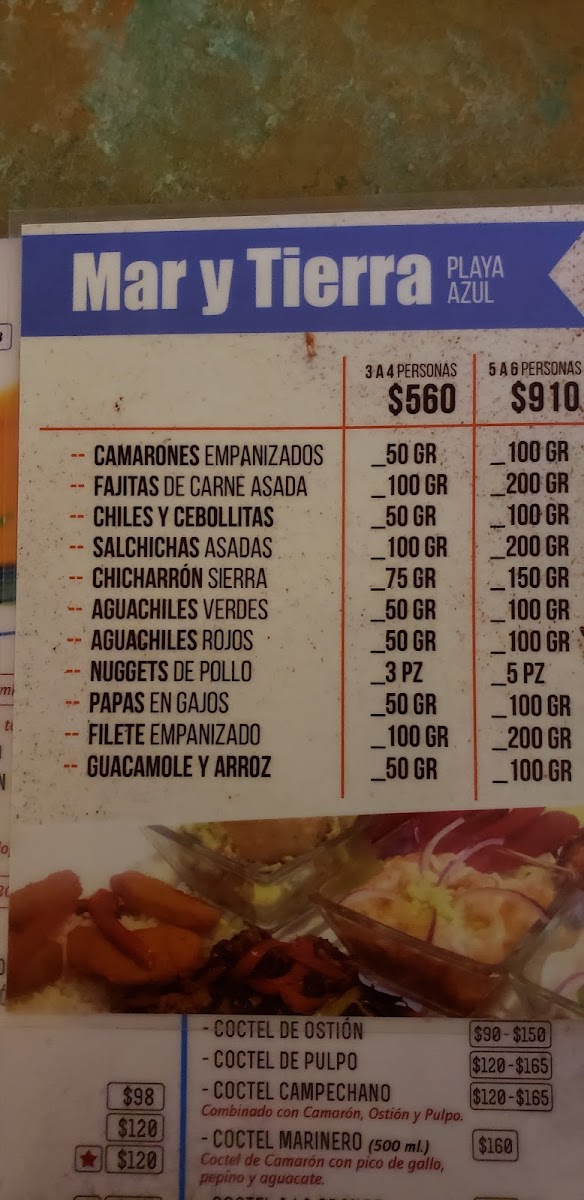 Mar y Tierra PLAYA AZUL
3 A 4 PERSONAS 5 A 6 PERSONAS
$560 $910
-- CAMARONES EMPANIZADOS _50 GR _100 GR
-- FAJITAS DE CARNE ASADA _100 GR _200 GR
-- CHILES Y CEBOLLITAS _50 GR _100 GR
-- SALCHICHAS ASADAS _100 GR _200 GR
-- CHICHARRÓN SIERRA _75 GR _150 GR
-- AGUACHILES VERDES _50 GR _100 GR
-- AGUACHILES ROJOS _50 GR _100 GR
-- NUGGETS DE POLLO _3 PZ _5 PZ
-- PAPAS EN GAJOS _50 GR _100 GR
-- FILETE EMPANIZADO _100 GR _200 GR
-- GUACAMOLE Y ARROZ _50 GR _100 GR
- COCTEL DE OSTIÓN $90-$150
- COCTEL DE PULPO $120-$165
- COCTEL CAMPECHANO $120-$165
Combinado con Camarón, Ostión y Pulpo.
- COCTEL MARINERO (500 ml.) $160
Coctel de Camarón con pico de gallo,
pepino y aguacate.
$98
$120
$120